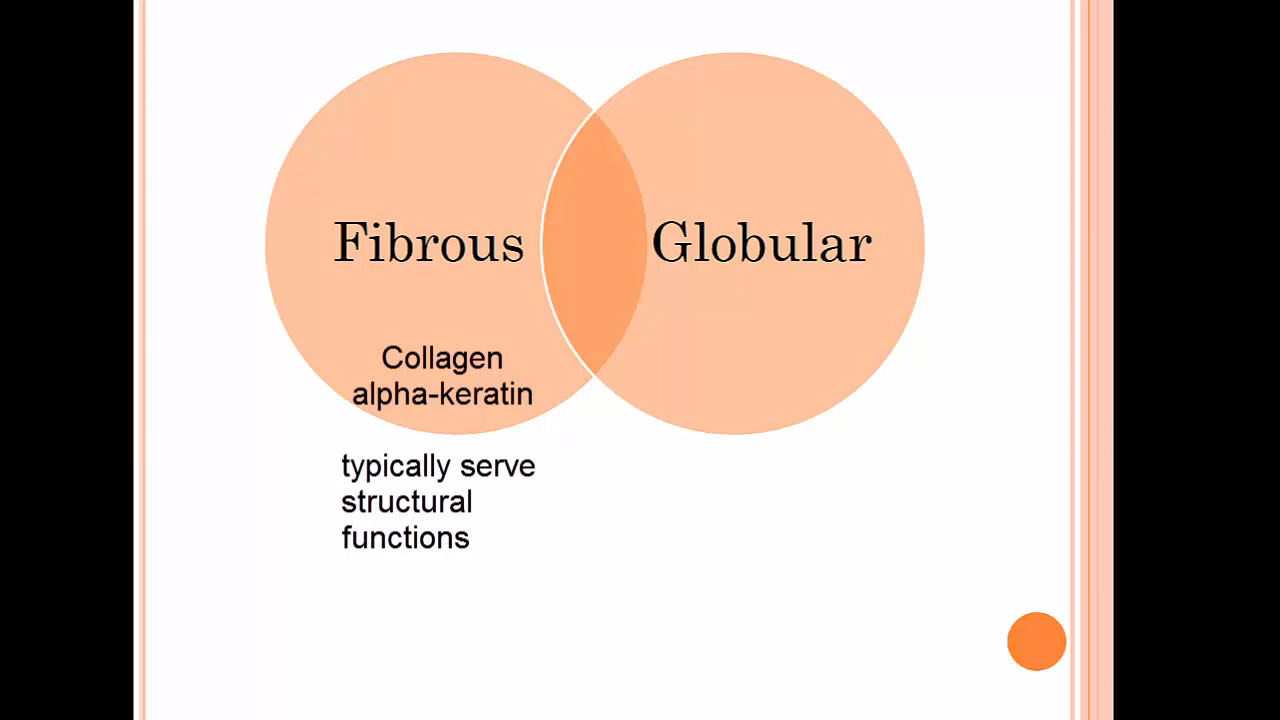 Fibrous
Globular
Collagen
alpha-keratin
typically serve
structural
functions